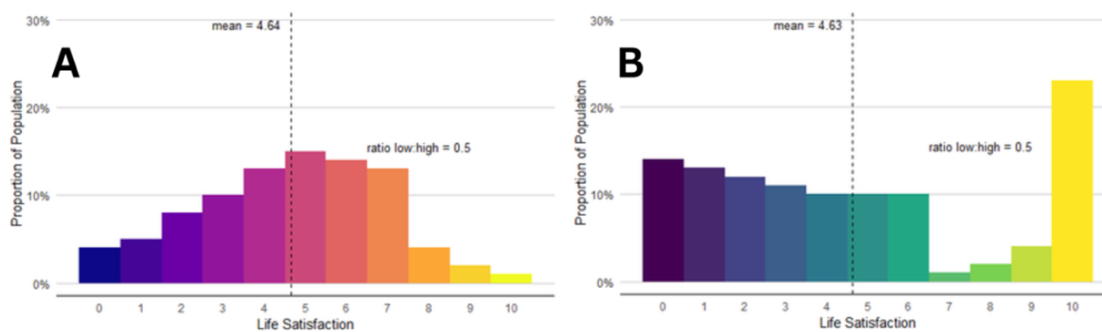 A
mean = 4.64
30%
20%
10%
0%
Proportion of Population
ratio low:high = 0.5
0 1 2 3 4 5 6 7 8 9 10
Life Satisfaction
B
mean = 4.63
30%
20%
10%
0%
Proportion of Population
ratio low:high = 0.5
0 1 2 3 4 5 6 7 8 9 10
Life Satisfaction